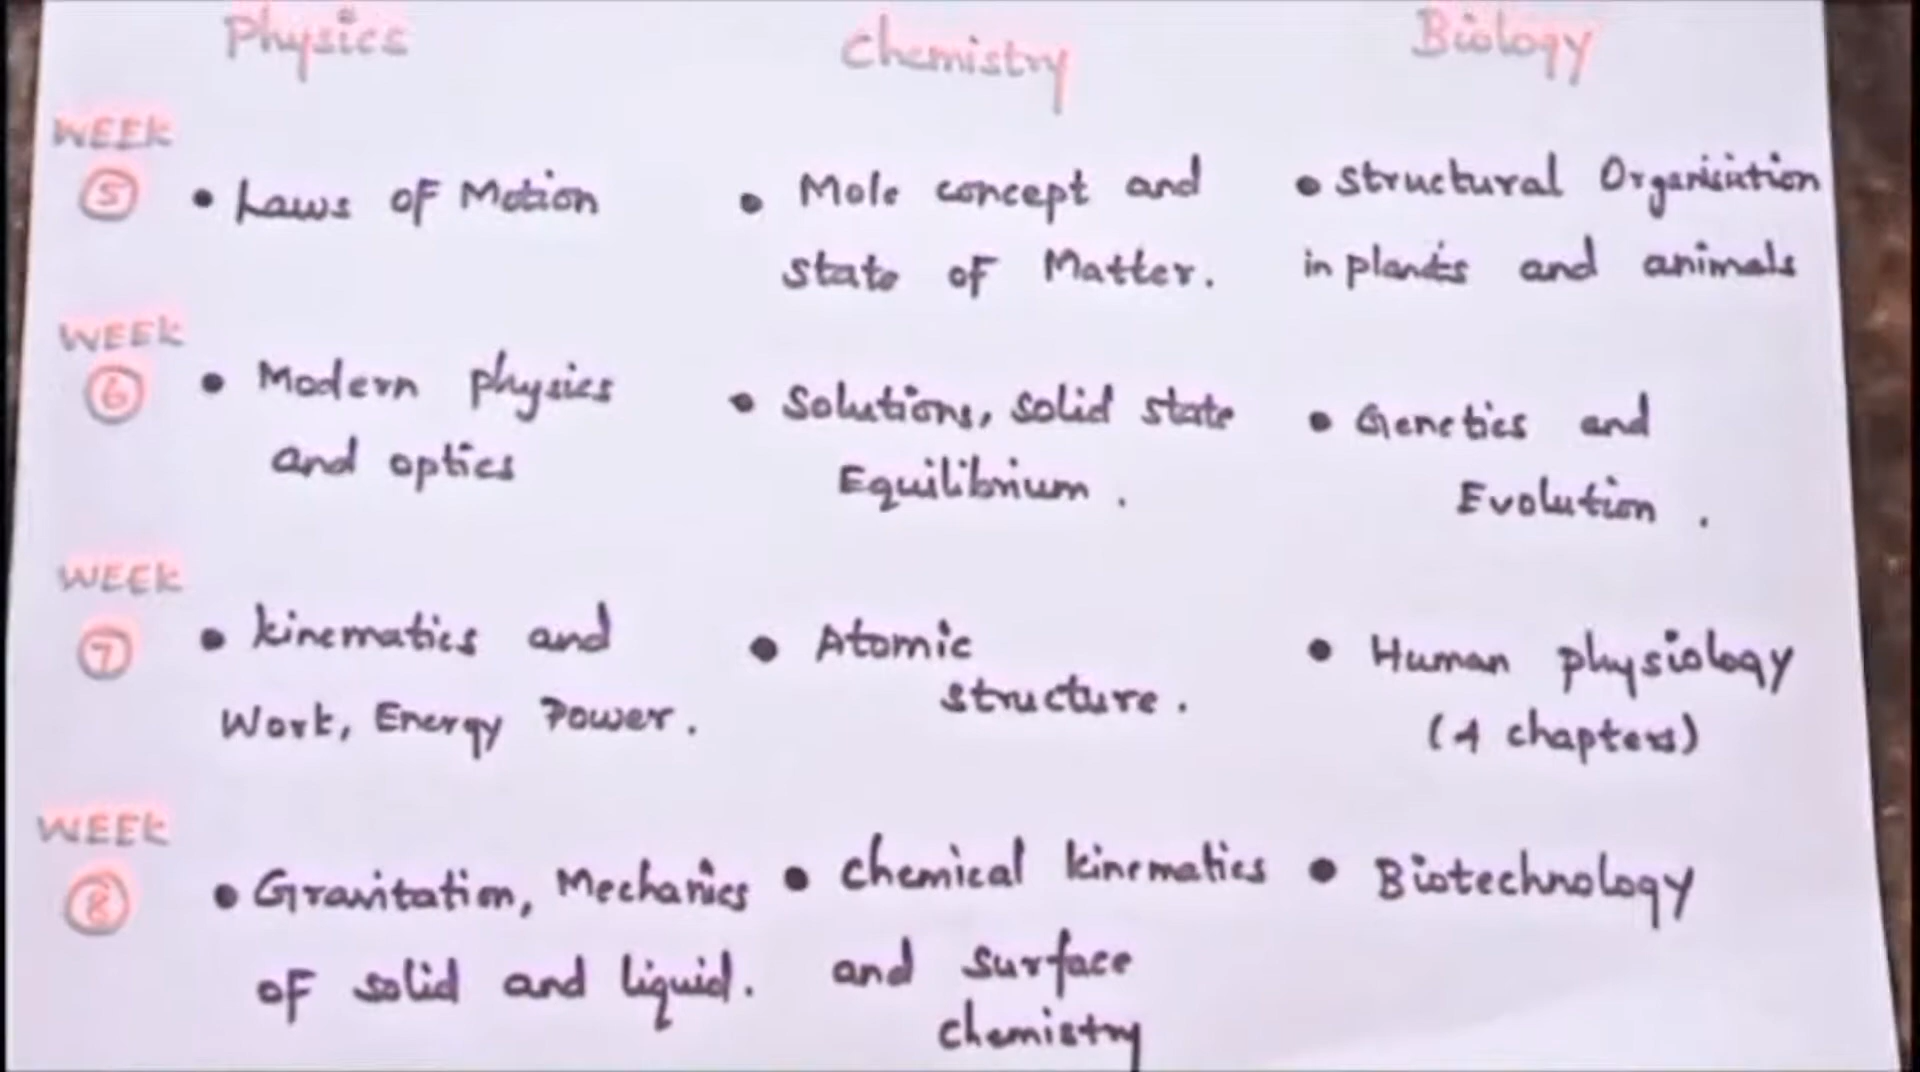 Physics Chemistry Biology
WEEK
5 • Laws of Motion • Mole concept and • Structural Organisation
state of Matter. in plants and animals
WEEK
6 • Modern physics • Solutions, solid state • Genetics and
and optics Equilibrium . Evolution .
WEEK
7 • kinematics and • Atomic • Human physiology
Work, Energy Power. structure . (4 chapters)
WEEK
8 • Gravitation, Mechanics • chemical kinematics • Biotechnology
of solid and liquid. and surface
chemistry